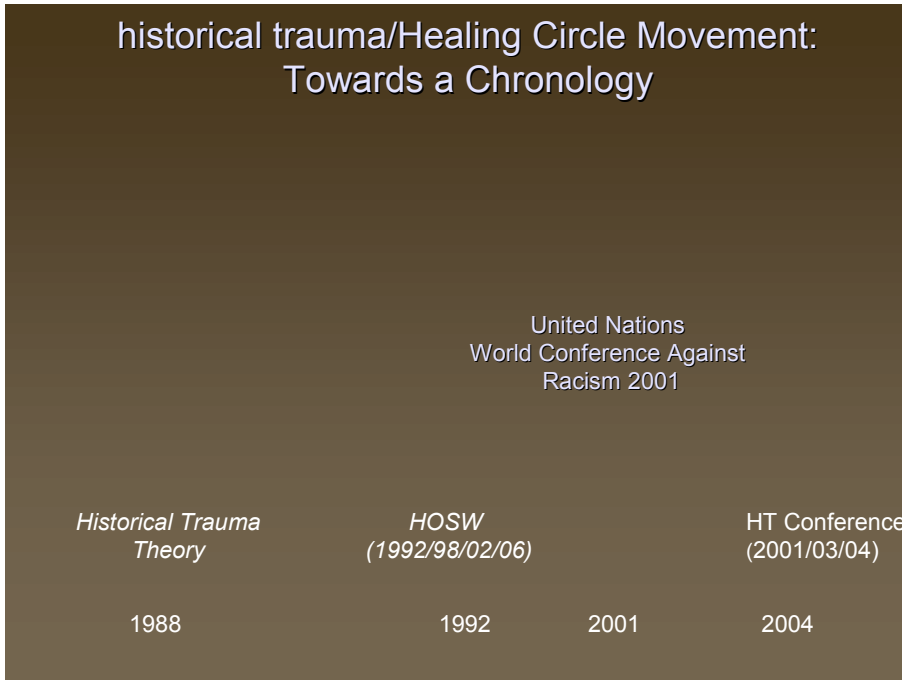 historical trauma/Healing Circle Movement:
Towards a Chronology
United Nations
World Conference Against
Racism 2001
Historical Trauma
Theory
HOSW
(1992/98/02/06)
HT Conference
(2001/03/04)
1988
1992
2001
2004